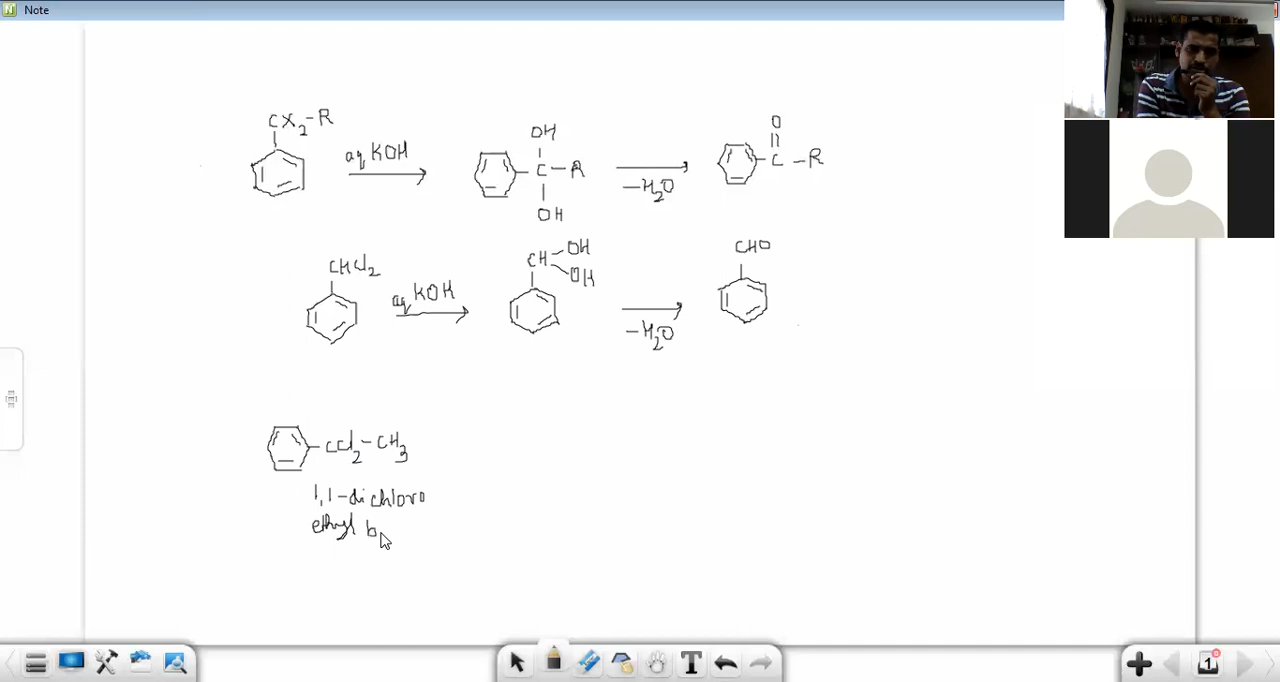 Note
CX2-R
aq KOH
OH
C-R
OH
-H2O
O
C-R
CHCl2
aq KOH
CH
OH
OH
-H2O
CHO
CCl2-CH3
1,1-dichloro
ethyl b
T
1